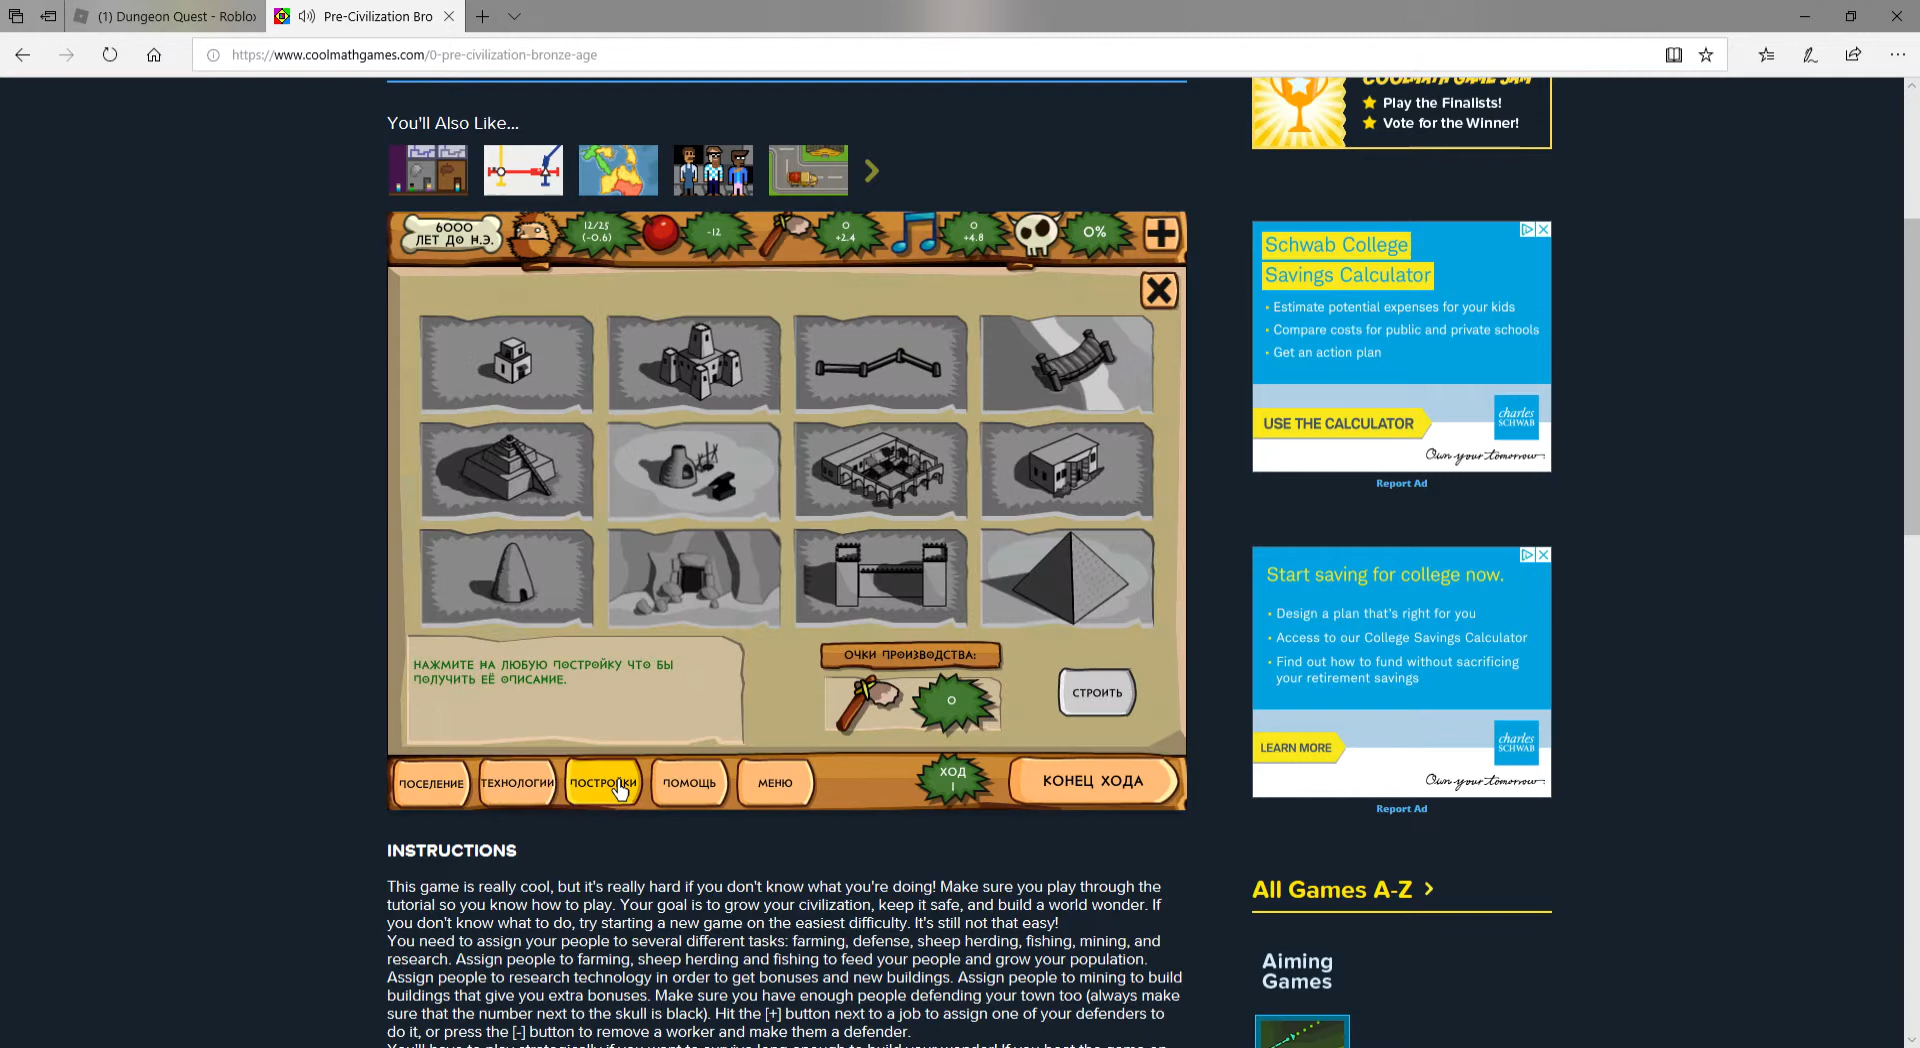 (1) Dungeon Quest - Roblox
Pre-Civilization Bro
https://www.coolmathgames.com/0-pre-civilization-bronze-age
COOLMATH GAME JAM
Play the Finalists!
Vote for the Winner!
You'll Also Like...
6000
ЛЕТ ДО Н.Э.
12/25
(-0.6)
-12
0
+2.4
0
+4.8
0%
НАЖМИТЕ НА ЛЮБУЮ ПОСТРОЙКУ ЧТО БЫ
ПОЛУЧИТЬ ЕЁ ОПИСАНИЕ.
ОЧКИ ПРОИЗВОДСТВА:
0
СТРОИТЬ
ПОСЕЛЕНИЕ
ТЕХНОЛОГИИ
ПОСТРОЙКИ
ПОМОЩЬ
МЕНЮ
ХОД
1
КОНЕЦ ХОДА
Schwab College
Savings Calculator
• Estimate potential expenses for your kids
• Compare costs for public and private schools
• Get an action plan
USE THE CALCULATOR
charles
SCHWAB
Own your tomorrow
Report Ad
Start saving for college now.
• Design a plan that's right for you
• Access to our College Savings Calculator
• Find out how to fund without sacrificing
your retirement savings
LEARN MORE
charles
SCHWAB
Own your tomorrow
Report Ad
INSTRUCTIONS
This game is really cool, but it's really hard if you don't know what you're doing! Make sure you play through the
tutorial so you know how to play. Your goal is to grow your civilization, keep it safe, and build a world wonder. If
you don't know what to do, try starting a new game on the easiest difficulty. It's still not that easy!
You need to assign your people to several different tasks: farming, defense, sheep herding, fishing, mining, and
research. Assign people to farming, sheep herding and fishing to feed your people and grow your population.
Assign people to research technology in order to get bonuses and new buildings. Assign people to mining to build
buildings that give you extra bonuses. Make sure you have enough people defending your town too (always make
sure that the number next to the skull is black). Hit the [+] button next to a job to assign one of your defenders to
do it, or press the [-] button to remove a worker and make them a defender.
All Games A-Z
Aiming
Games